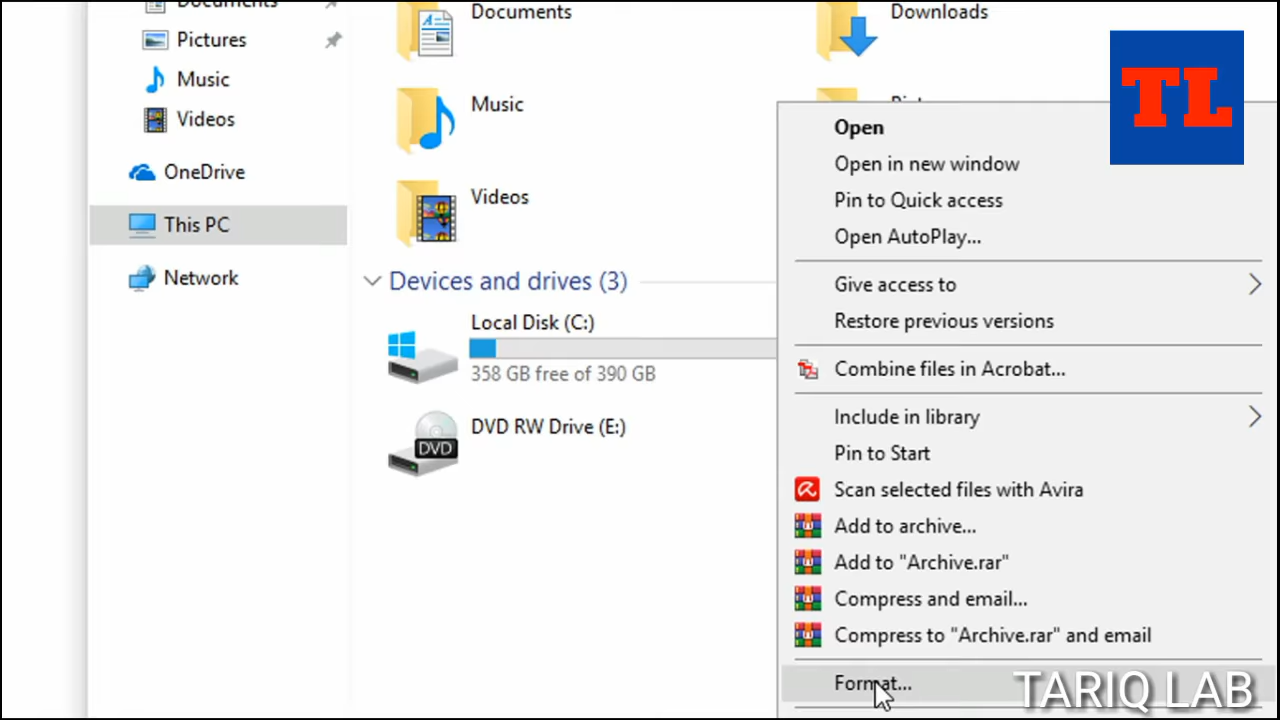 Documents
Pictures
Music
Videos
OneDrive
This PC
Network
Documents
Downloads
Music
Videos
Devices and drives (3)
Local Disk (C:)
358 GB free of 390 GB
DVD RW Drive (E:)
DVD
Open
Open in new window
Pin to Quick access
Open AutoPlay...
Give access to
Restore previous versions
Combine files in Acrobat...
Include in library
Pin to Start
Scan selected files with Avira
Add to archive...
Add to "Archive.rar"
Compress and email...
Compress to "Archive.rar" and email
Format...
TL
TARIQ LAB